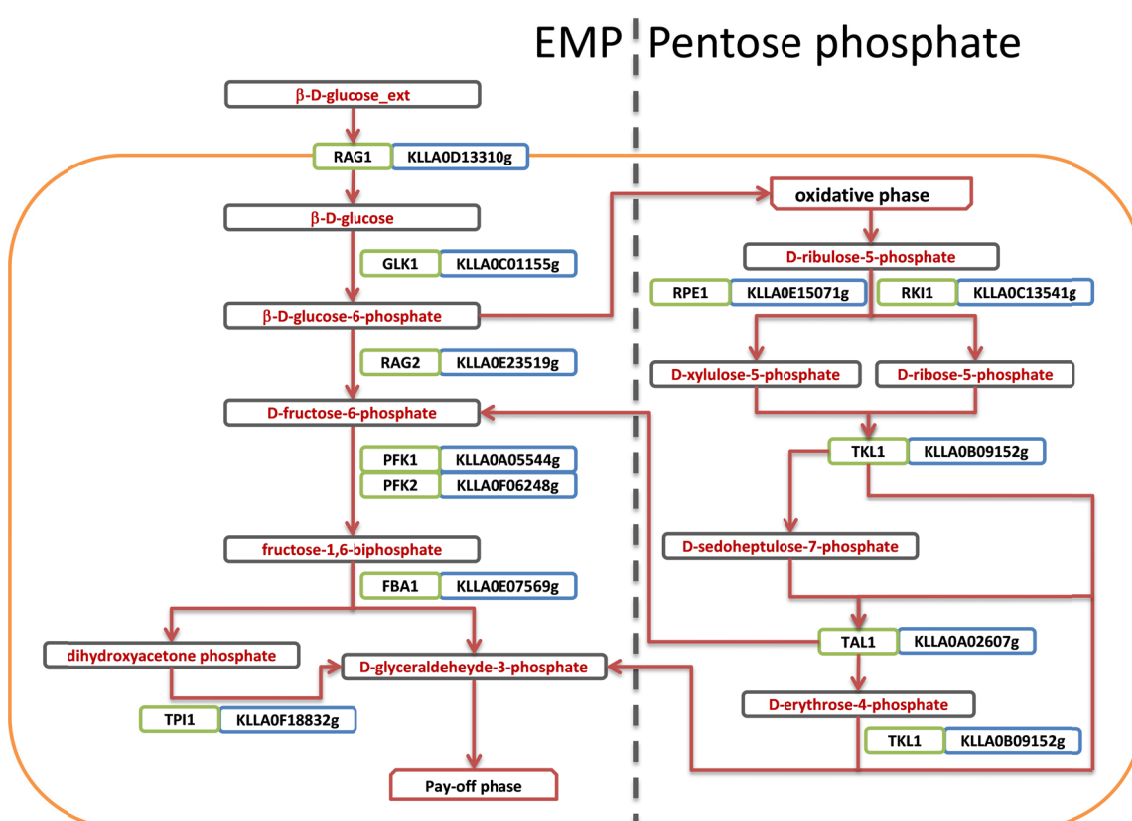 EMP Pentose phosphate
β-D-glucose_ext
RAG1 KLLA0D13310g
β-D-glucose
GLK1 KLLA0C01155g
β-D-glucose-6-phosphate
RAG2 KLLA0E23519g
D-fructose-6-phosphate
PFK1 KLLA0A05544g
PFK2 KLLA0F06248g
fructose-1,6-biphosphate
FBA1 KLLA0E07569g
dihydroxyacetone phosphate
D-glyceraldeheyde-3-phosphate
TPI1 KLLA0F18832g
Pay-off phase
oxidative phase
D-ribulose-5-phosphate
RPE1 KLLA0E15071g RKI1 KLLA0C13541g
D-xylulose-5-phosphate D-ribose-5-phosphate
TKL1 KLLA0B09152g
D-sedoheptulose-7-phosphate
TAL1 KLLA0A02607g
D-erythrose-4-phosphate
TKL1 KLLA0B09152g